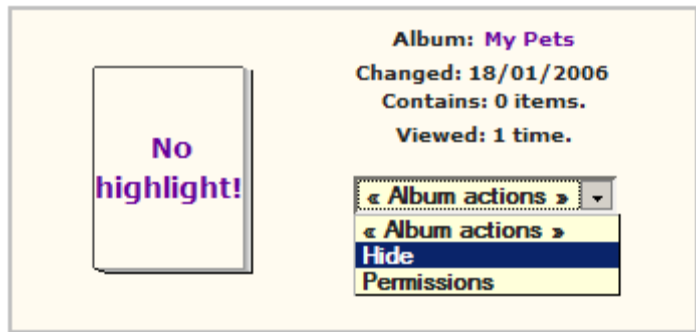 No
highlight!
Album: My Pets
Changed: 18/01/2006
Contains: 0 items.
Viewed: 1 time.
« Album actions »
« Album actions »
Hide
Permissions